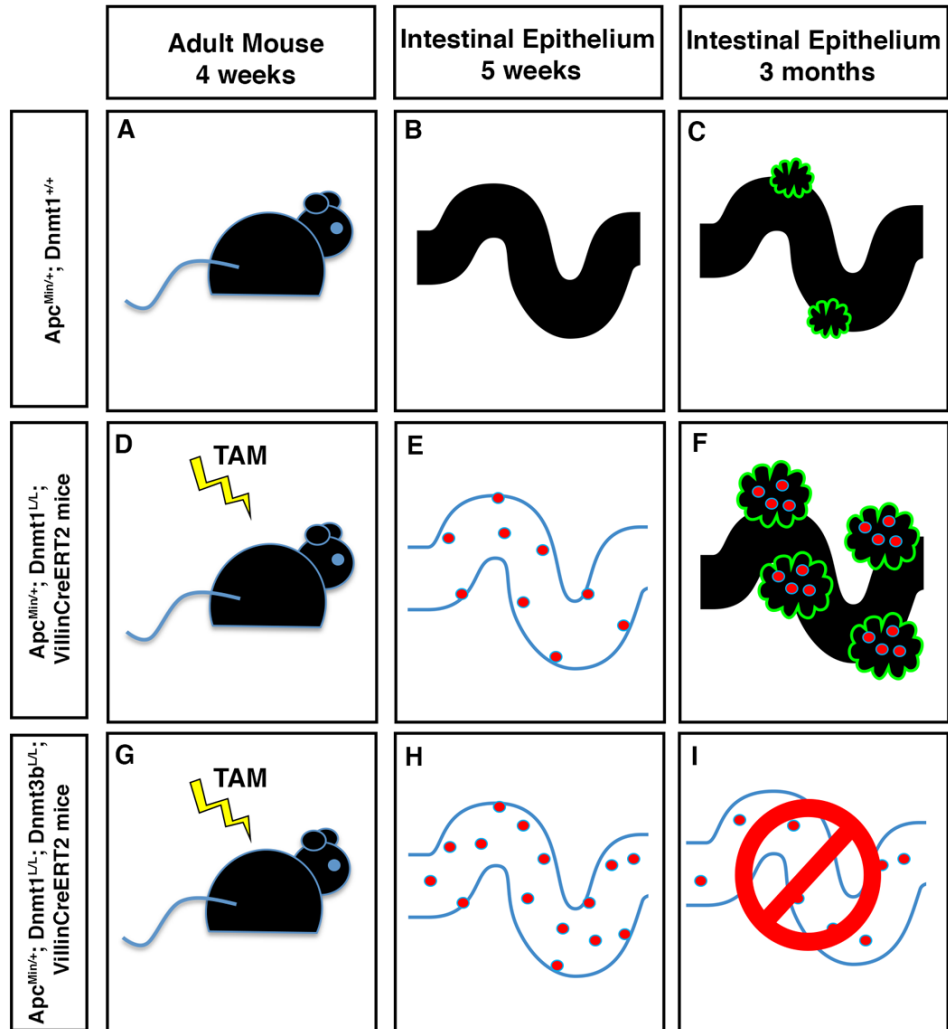 Adult Mouse
4 weeks
Intestinal Epithelium
5 weeks
Intestinal Epithelium
3 months
Apc^Min/+; Dnmt1^+/+
A
B
C
Apc^Min/+; Dnmt1^L/L;
VillinCreERT2 mice
D
TAM
E
F
Apc^Min/+; Dnmt1^L/L; Dnmt3b^L/L;
VillinCreERT2 mice
G
TAM
H
I